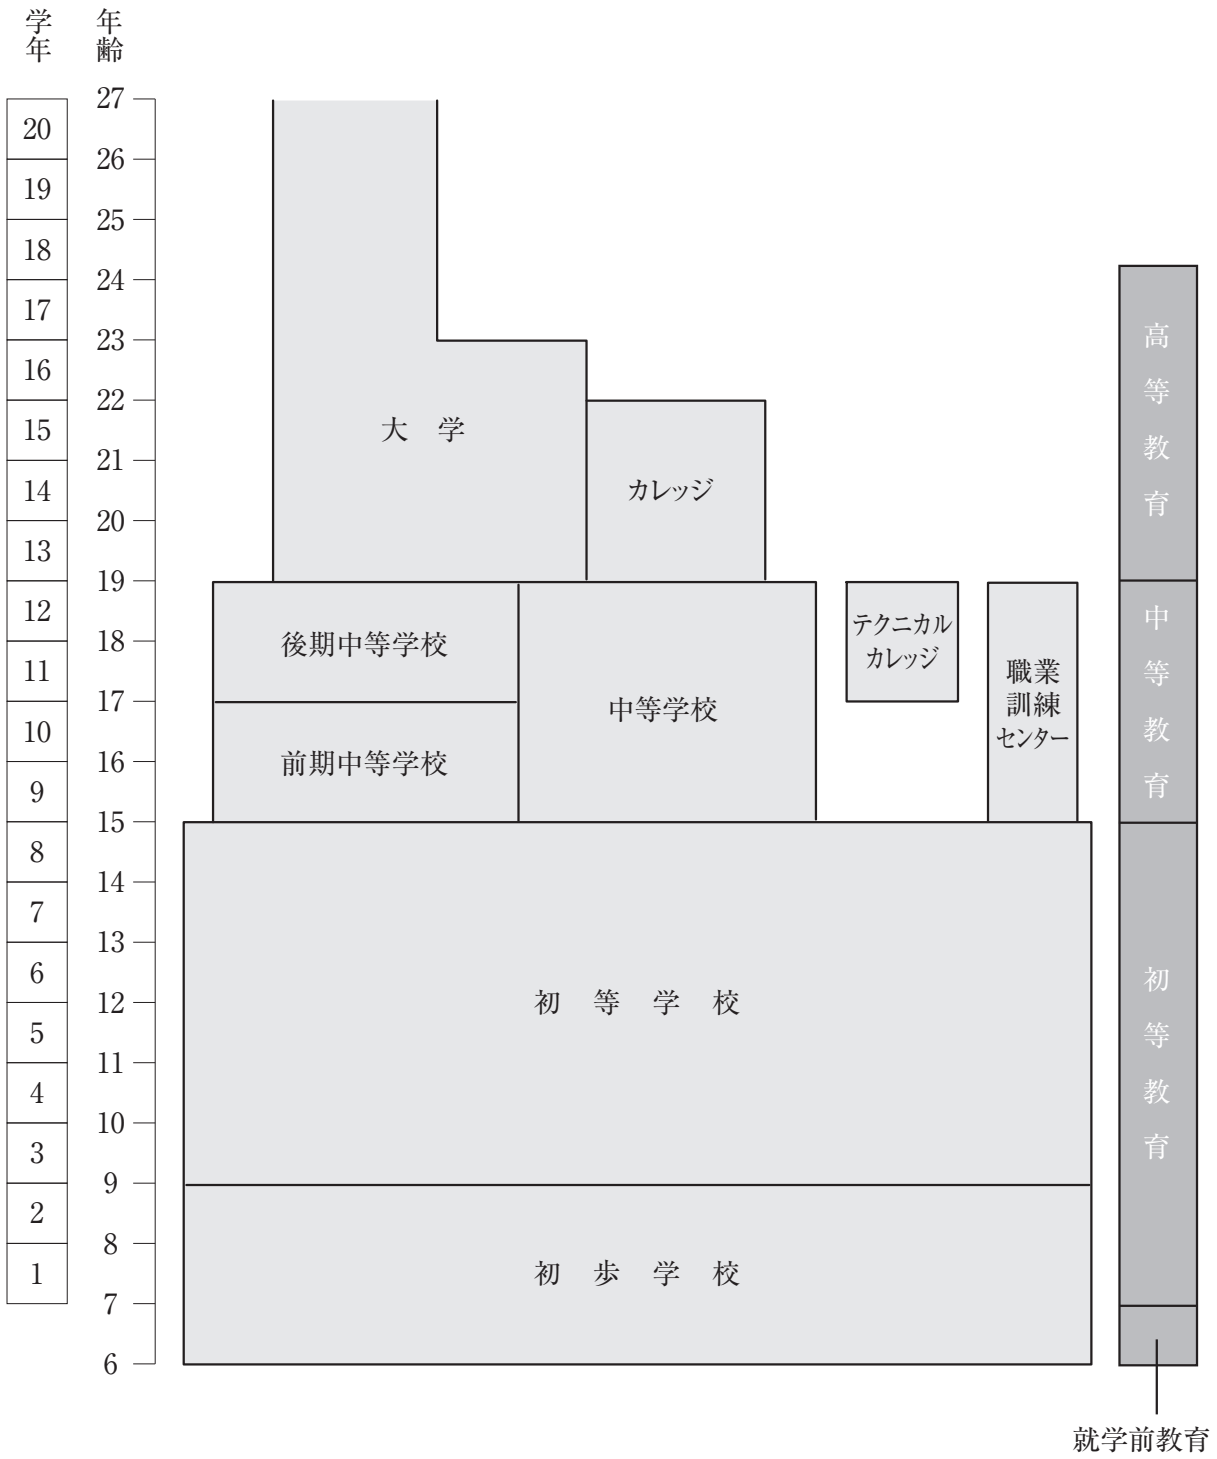 学年
年齢
27
20
26
19
25
18
24
17
23
16
22
15
21
14
20
13
19
12
18
11
17
10
16
9
15
8
14
7
13
6
12
5
11
4
10
3
9
2
8
1
7
6
大学
カレッジ
後期中等学校
前期中等学校
中等学校
テクニカル
カレッジ
職業
訓練
センター
初等学校
初歩学校
高等教育
中等教育
初等教育
就学前教育